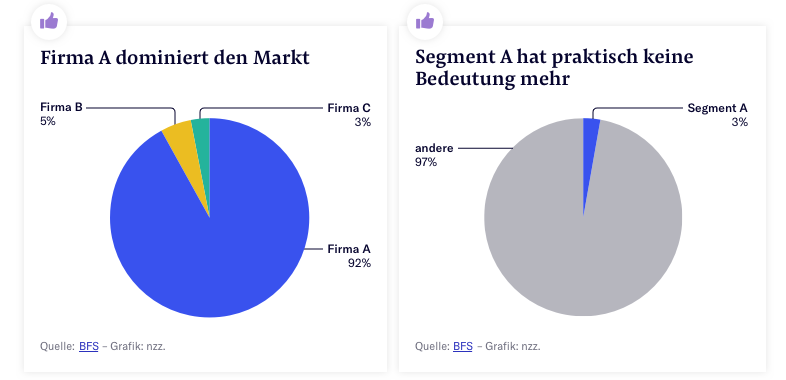 Firma A dominiert den Markt
Firma B
5%
Firma C
3%
Firma A
92%
Quelle: BFS – Grafik: nzz.
Segment A hat praktisch keine
Bedeutung mehr
Segment A
3%
andere
97%
Quelle: BFS – Grafik: nzz.